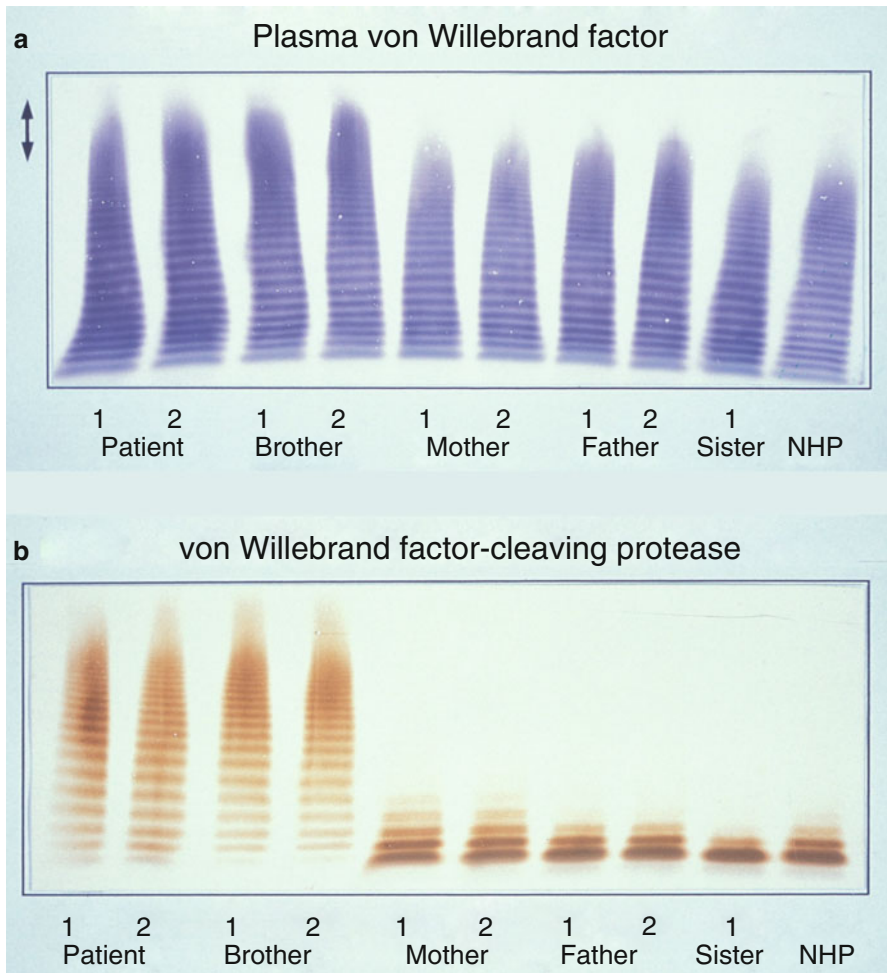 a
Plasma von Willebrand factor
1 2 1 2 1 2 1 2 1
Patient Brother Mother Father Sister NHP
b
von Willebrand factor-cleaving protease
1 2 1 2 1 2 1 2 1
Patient Brother Mother Father Sister NHP